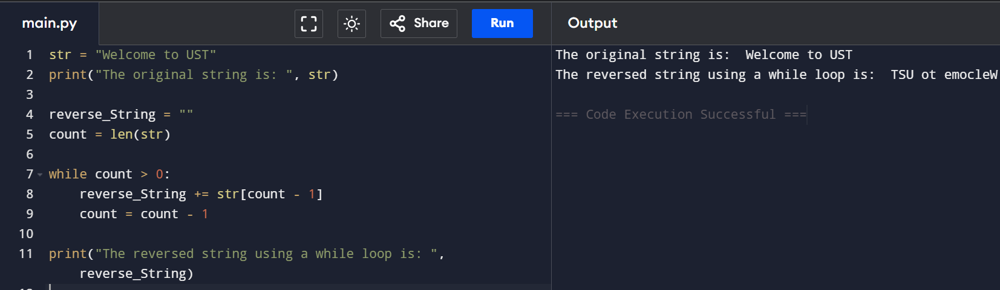 main.py
Share
Run
Output
1 str = "Welcome to UST"
2 print("The original string is: ", str)
3
4 reverse_String = ""
5 count = len(str)
6
7 while count > 0:
8     reverse_String += str[count - 1]
9     count = count - 1
10
11 print("The reversed string using a while loop is: ",
    reverse_String)
The original string is:  Welcome to UST
The reversed string using a while loop is:  TSU ot emocleW
=== Code Execution Successful ===